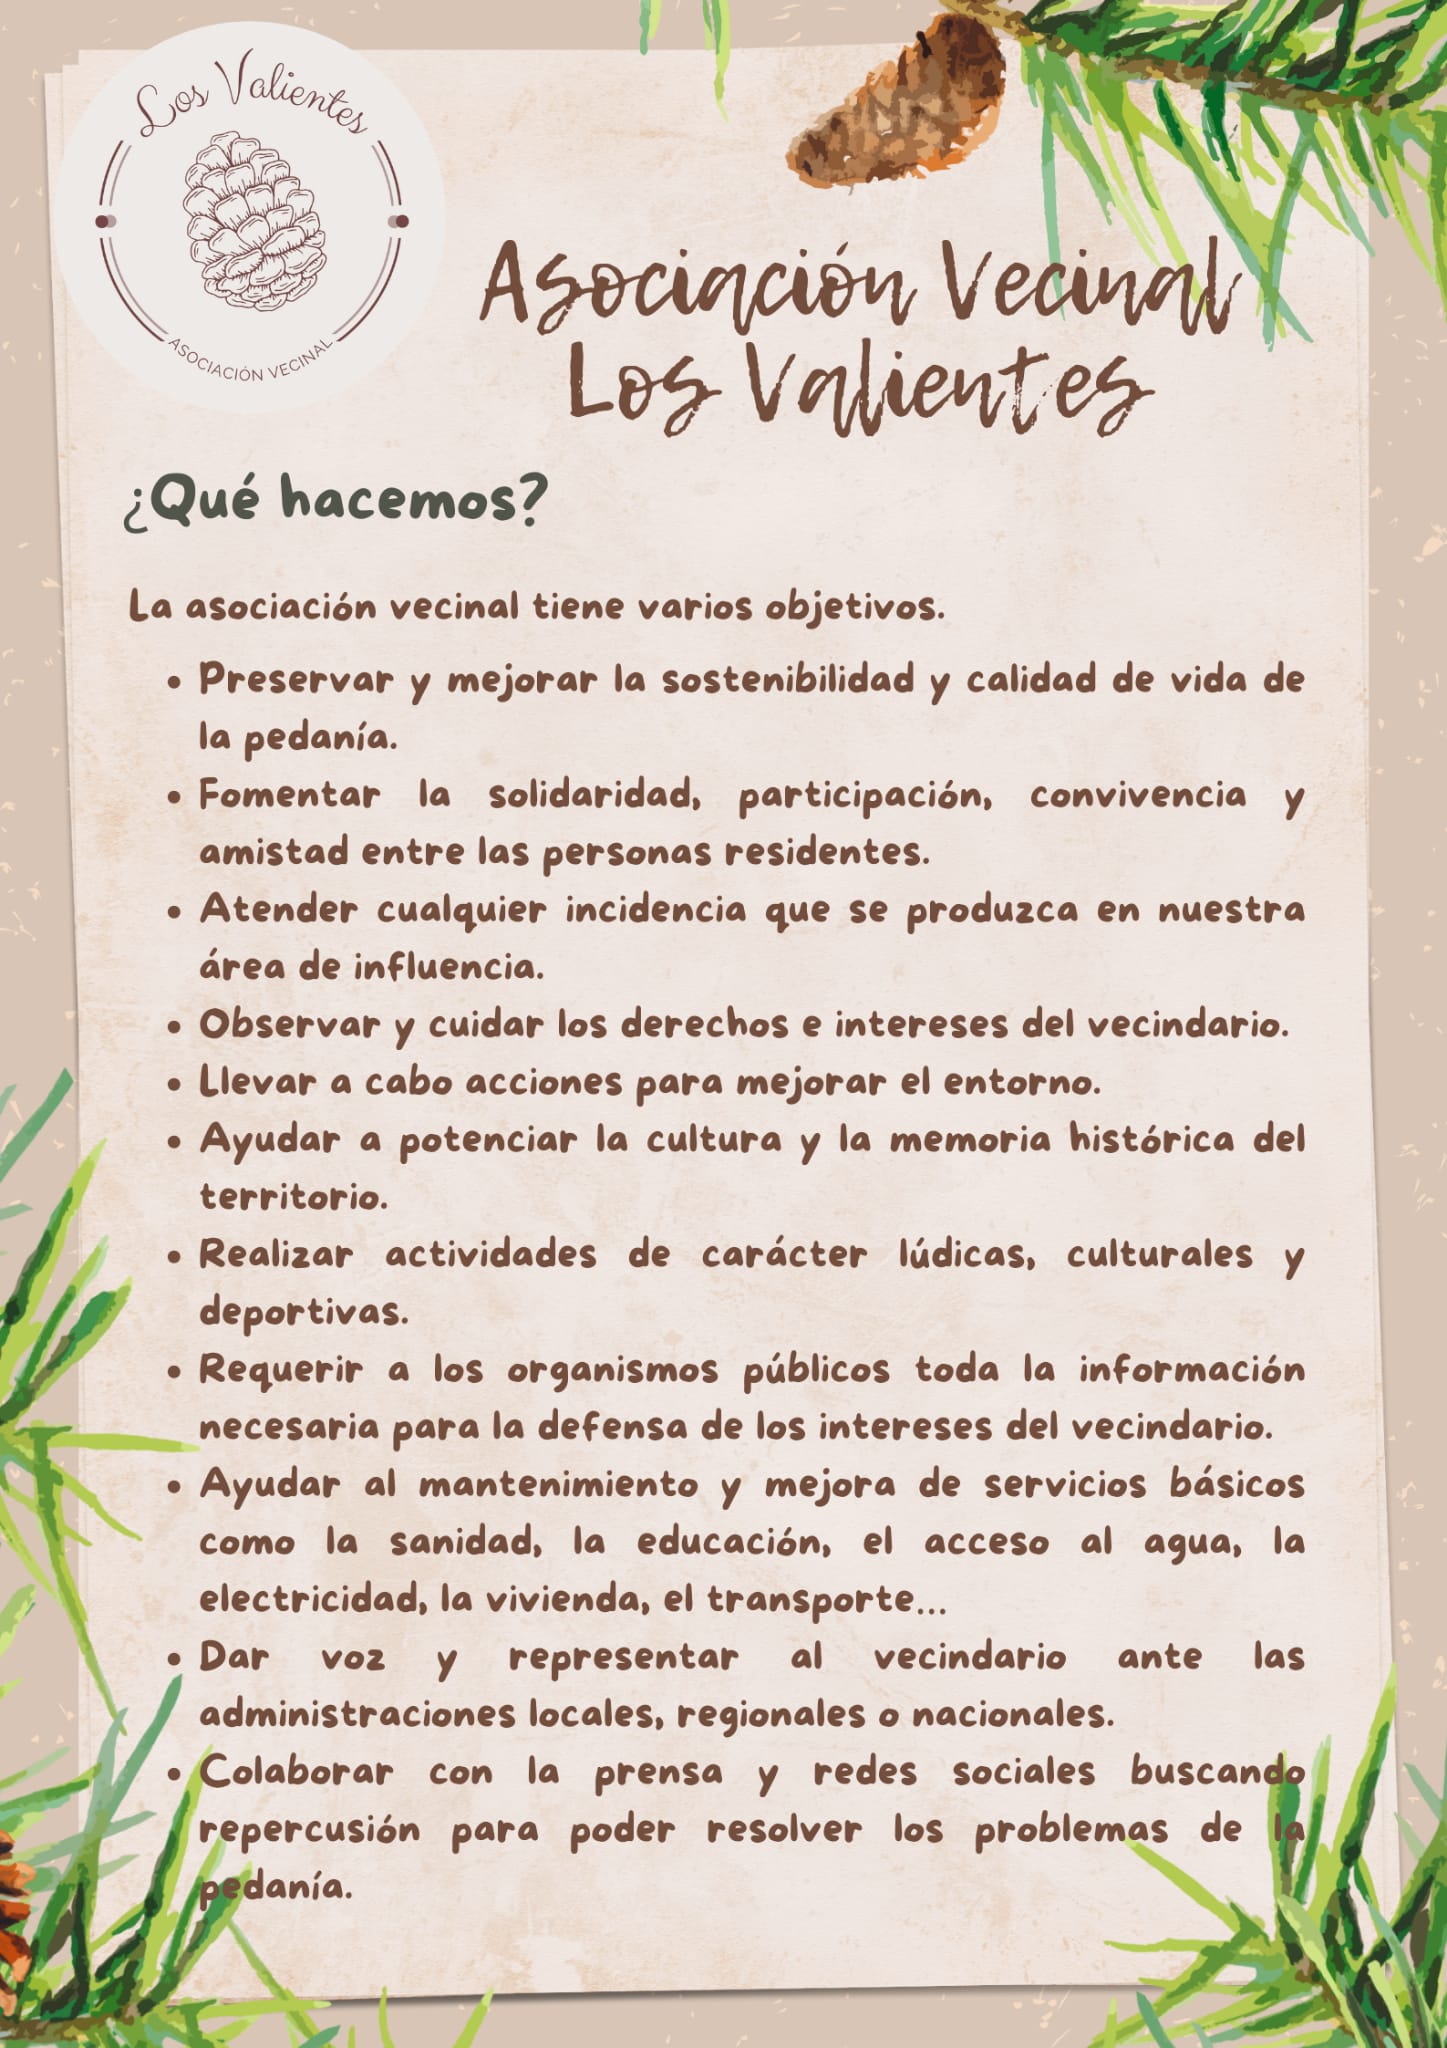 Los Valientes
ASOCIACIÓN VECINAL
Asociación Vecinal
Los Valientes
¿Qué hacemos?
La asociación vecinal tiene varios objetivos.
• Preservar y mejorar la sostenibilidad y calidad de vida de
la pedanía.
• Fomentar la solidaridad, participación, convivencia y
amistad entre las personas residentes.
• Atender cualquier incidencia que se produzca en nuestra
área de influencia.
• Observar y cuidar los derechos e intereses del vecindario.
• Llevar a cabo acciones para mejorar el entorno.
• Ayudar a potenciar la cultura y la memoria histórica del
territorio.
• Realizar actividades de carácter lúdicas, culturales y
deportivas.
• Requerir a los organismos públicos toda la información
necesaria para la defensa de los intereses del vecindario.
• Ayudar al mantenimiento y mejora de servicios básicos
como la sanidad, la educación, el acceso al agua, la
electricidad, la vivienda, el transporte...
• Dar voz y representar al vecindario ante las
administraciones locales, regionales o nacionales.
• Colaborar con la prensa y redes sociales buscando
repercusión para poder resolver los problemas de la
pedanía.